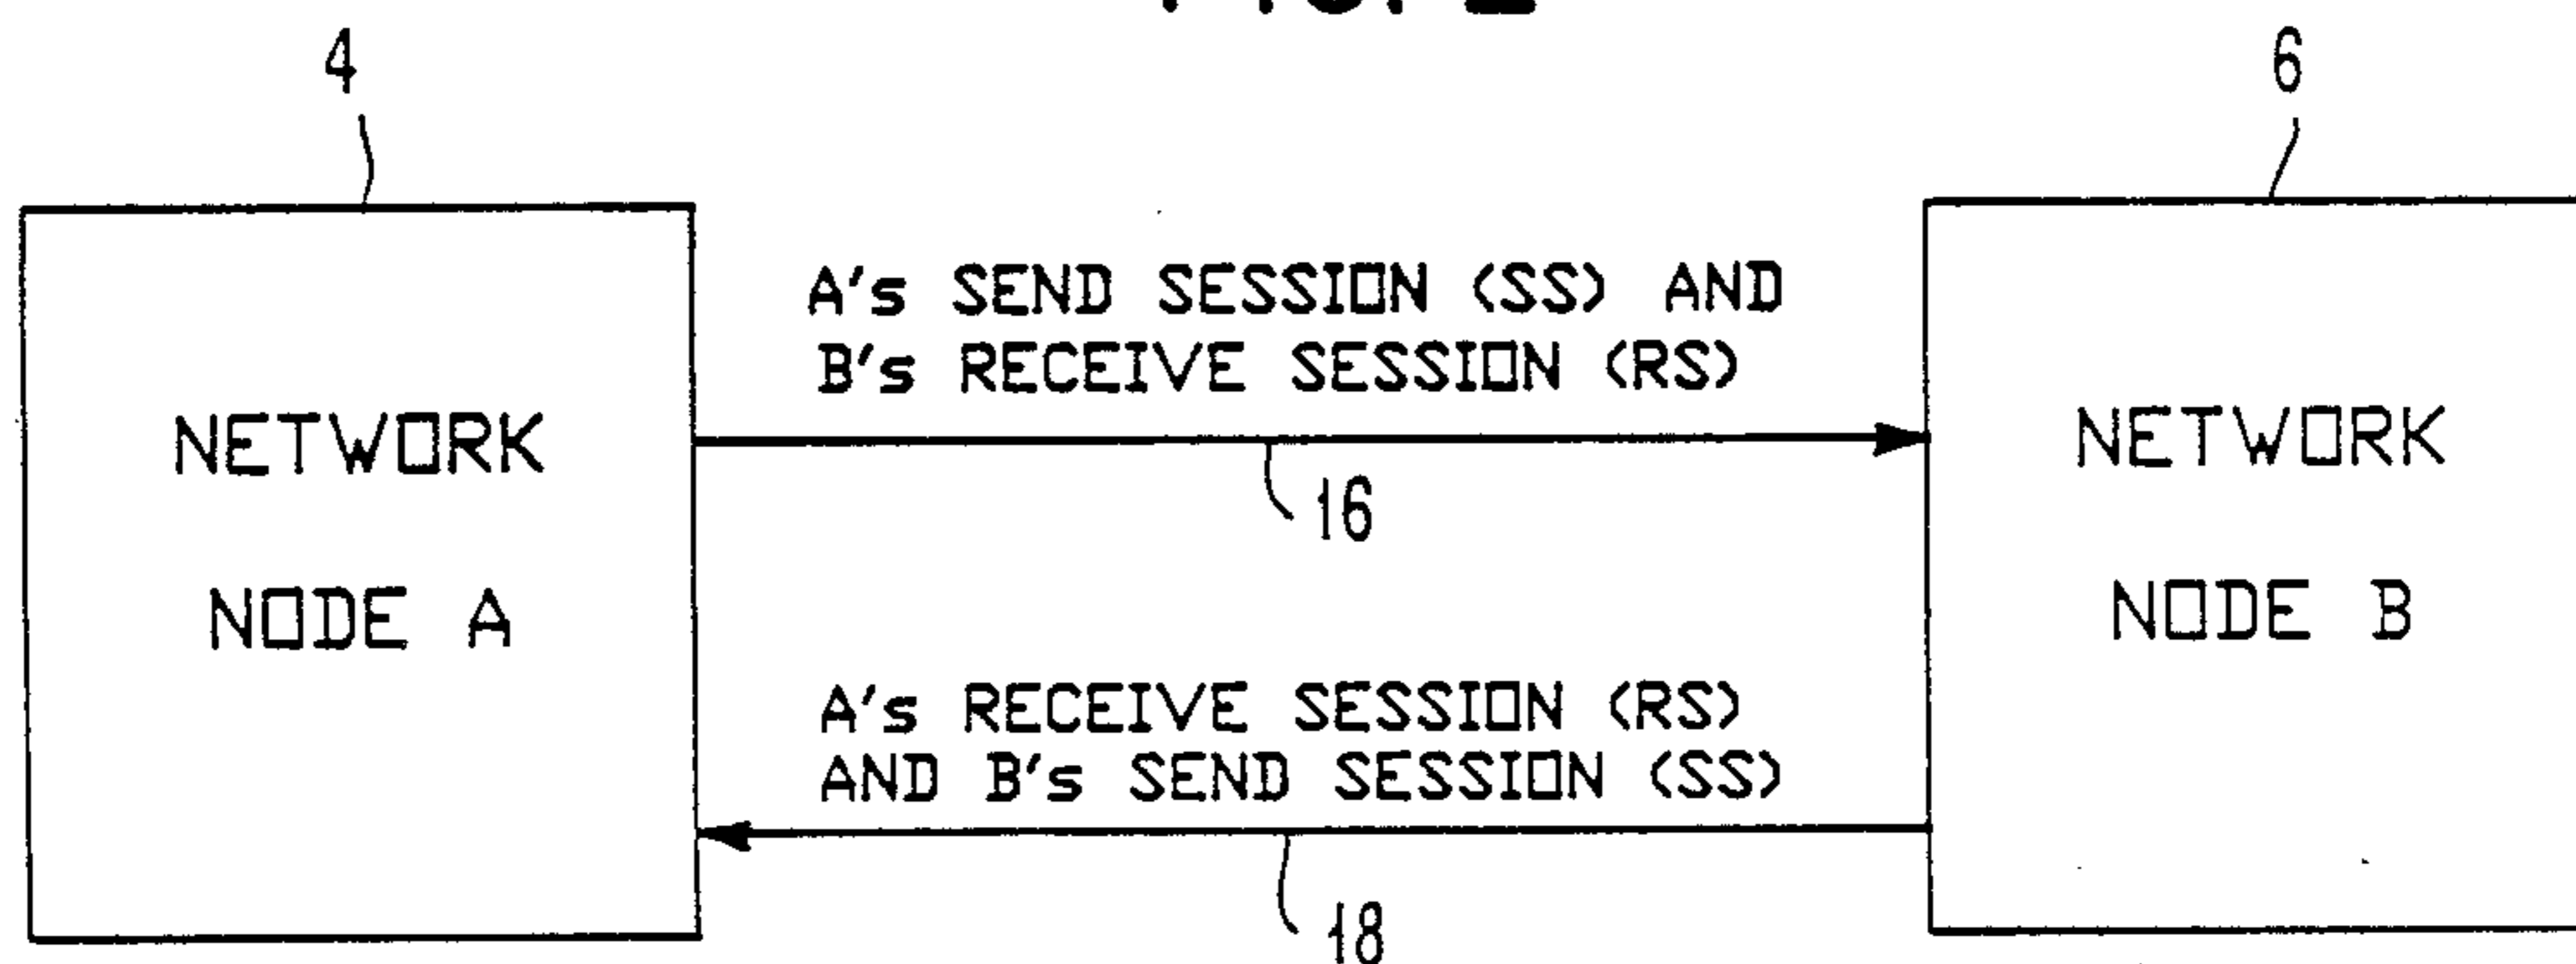 4
6
A's SEND SESSION (SS) AND
B's RECEIVE SESSION (RS)
NETWORK
NODE A
16
NETWORK
NODE B
A's RECEIVE SESSION (RS)
AND B's SEND SESSION (SS)
18